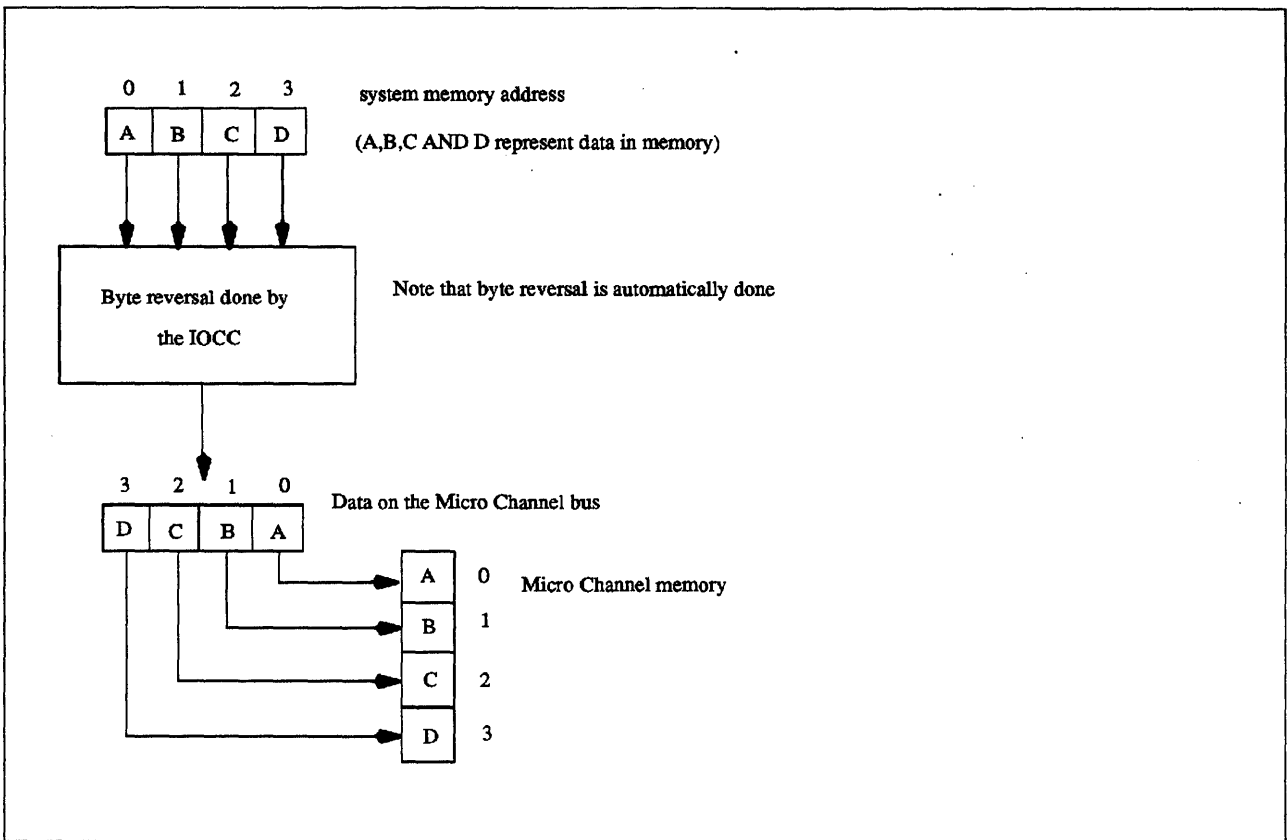 0 1 2 3 system memory address
A B C D (A,B,C AND D represent data in memory)
Byte reversal done by
the IOCC
Note that byte reversal is automatically done
3 2 1 0
Data on the Micro Channel bus
D C B A
A 0 Micro Channel memory
B 1
C 2
D 3